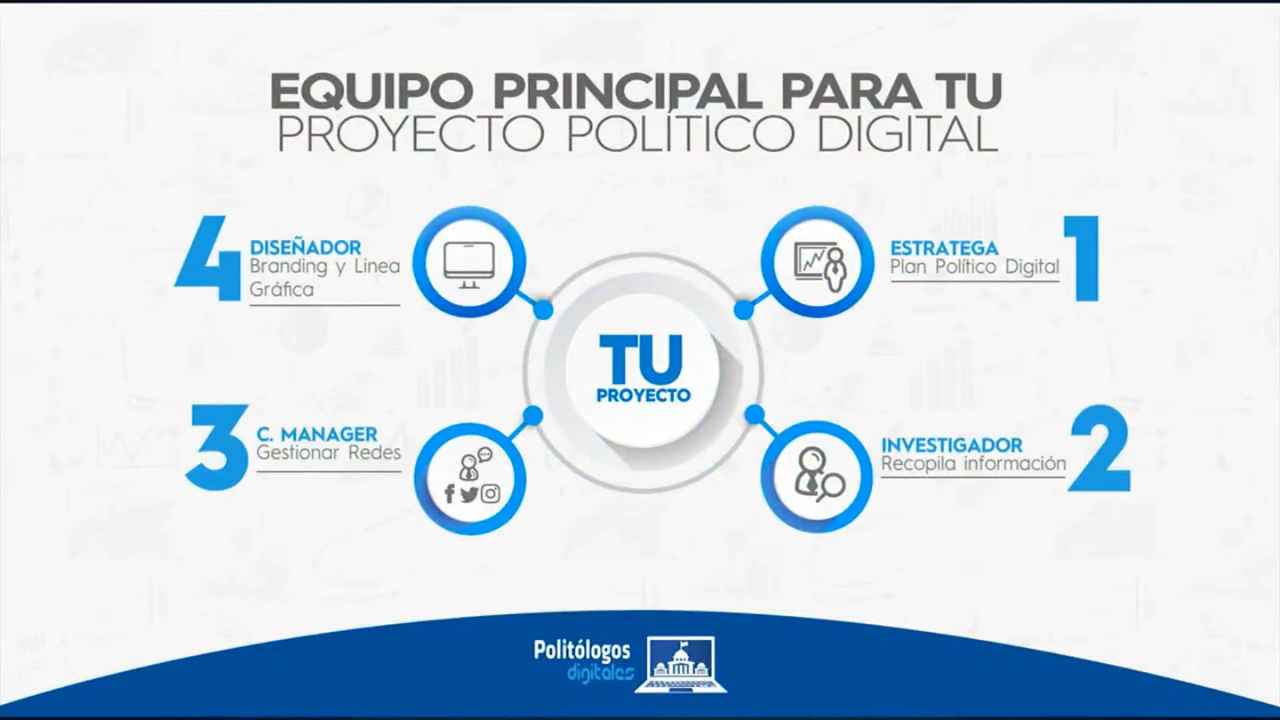 EQUIPO PRINCIPAL PARA TU
PROYECTO POLÍTICO DIGITAL
1
ESTRATEGA
Plan Político Digital
2
INVESTIGADOR
Recopila información
3
C. MANAGER
Gestionar Redes
4
DISEÑADOR
Branding y Linea
Gráfica
TU
PROYECTO
Politólogos
digitales